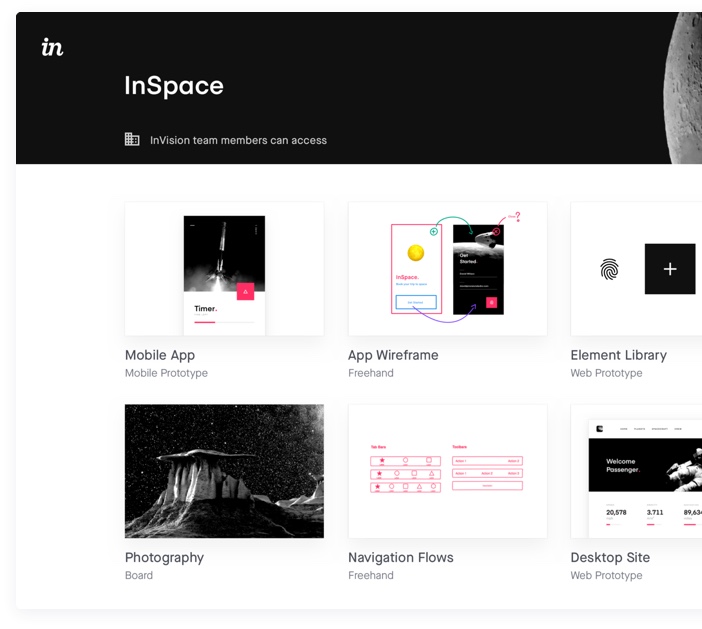 in
InSpace
InVision team members can access
Timer.
InSpace.
Get
Started.
Mobile App
Mobile Prototype
App Wireframe
Freehand
Element Library
Web Prototype
Tab Bars
Toolbars
Welcome
Passenger.
20,578
3.711
Photography
Board
Navigation Flows
Freehand
Desktop Site
Web Prototype